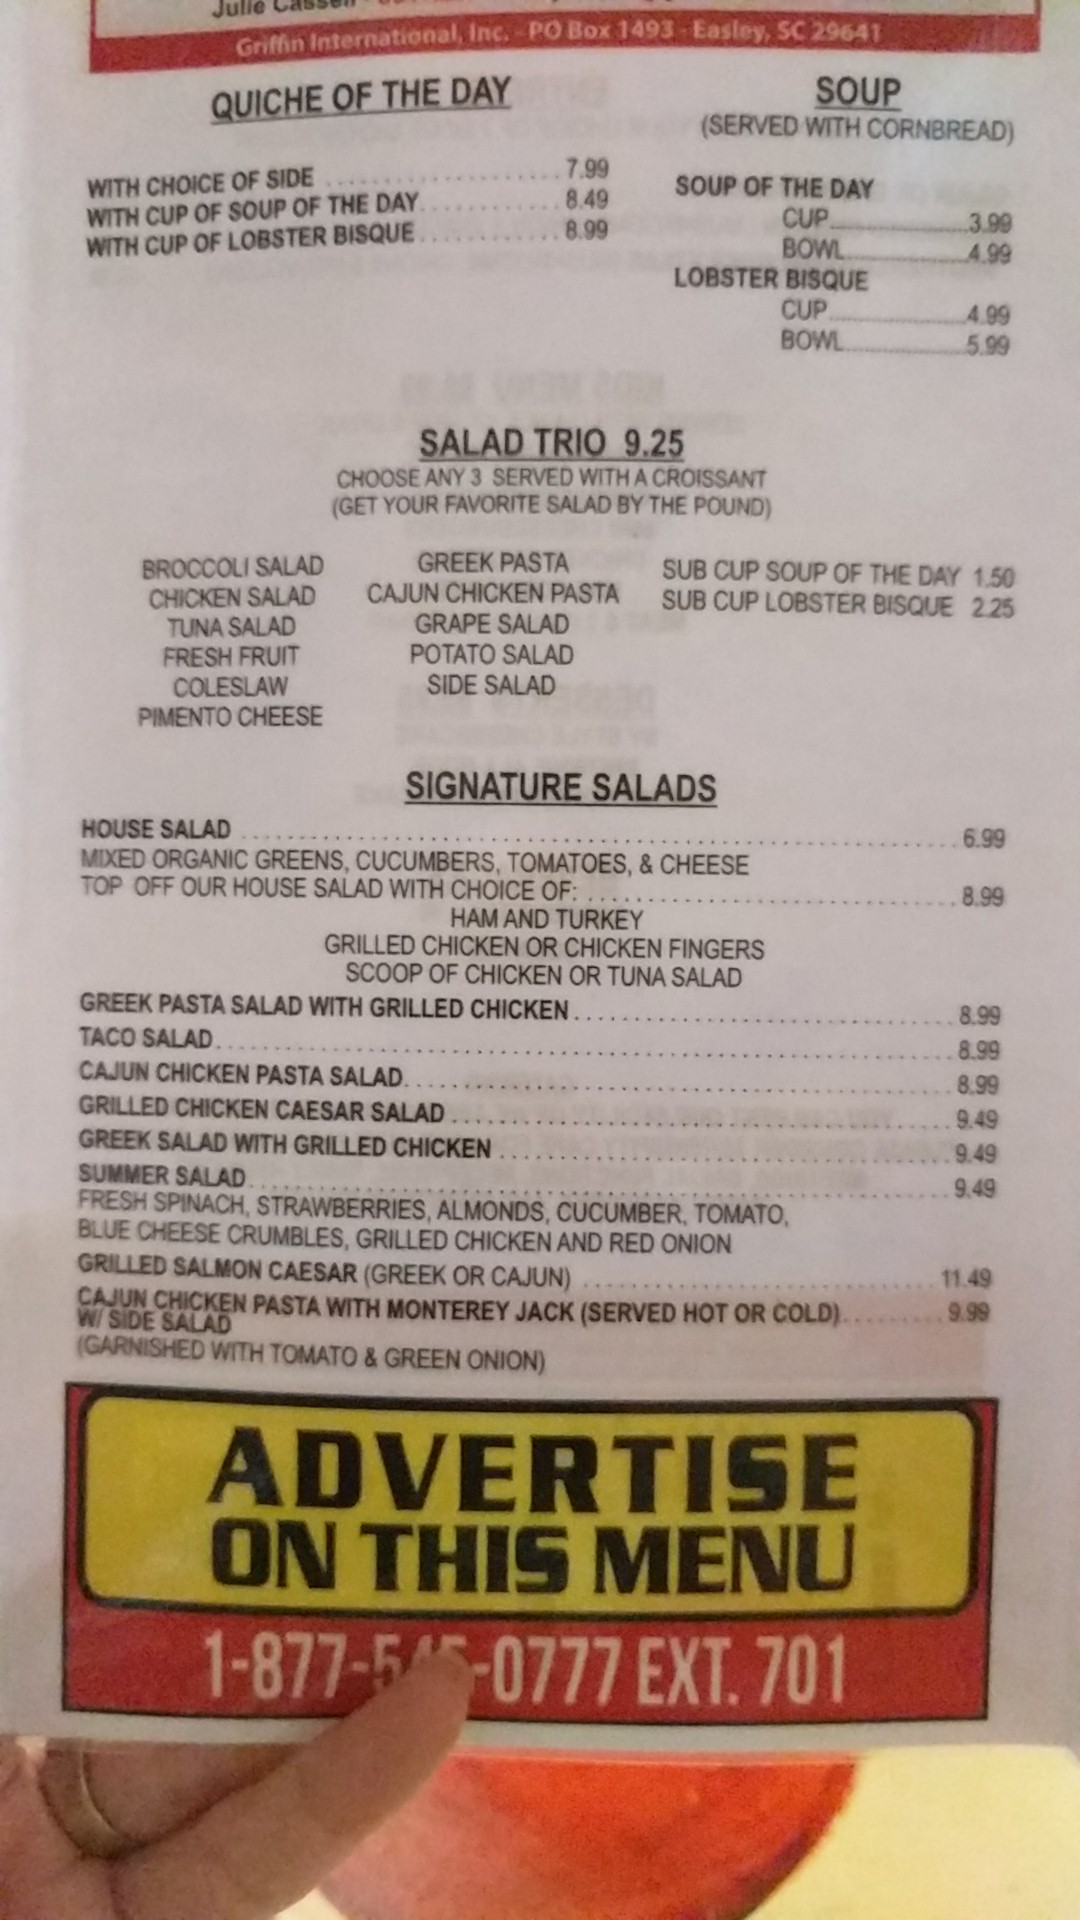 Julie
Griffin International, Inc. - PO Box 1493 - Easley, SC 29641
QUICHE OF THE DAY
WITH CHOICE OF SIDE 7.99
WITH CUP OF SOUP OF THE DAY 8.49
WITH CUP OF LOBSTER BISQUE 8.99
SOUP
(SERVED WITH CORNBREAD)
SOUP OF THE DAY
CUP 3.99
BOWL 4.99
LOBSTER BISQUE
CUP 4.99
BOWL 5.99
SALAD TRIO 9.25
CHOOSE ANY 3 SERVED WITH A CROISSANT
(GET YOUR FAVORITE SALAD BY THE POUND)
BROCCOLI SALAD
CHICKEN SALAD
TUNA SALAD
FRESH FRUIT
COLESLAW
PIMENTO CHEESE
GREEK PASTA
CAJUN CHICKEN PASTA
GRAPE SALAD
POTATO SALAD
SIDE SALAD
SUB CUP SOUP OF THE DAY 1.50
SUB CUP LOBSTER BISQUE 2.25
SIGNATURE SALADS
HOUSE SALAD 6.99
MIXED ORGANIC GREENS, CUCUMBERS, TOMATOES, & CHEESE
TOP OFF OUR HOUSE SALAD WITH CHOICE OF: 8.99
HAM AND TURKEY
GRILLED CHICKEN OR CHICKEN FINGERS
SCOOP OF CHICKEN OR TUNA SALAD
GREEK PASTA SALAD WITH GRILLED CHICKEN 8.99
TACO SALAD 8.99
CAJUN CHICKEN PASTA SALAD 8.99
GRILLED CHICKEN CAESAR SALAD 9.49
GREEK SALAD WITH GRILLED CHICKEN 9.49
SUMMER SALAD 9.49
FRESH SPINACH, STRAWBERRIES, ALMONDS, CUCUMBER, TOMATO,
BLUE CHEESE CRUMBLES, GRILLED CHICKEN AND RED ONION
GRILLED SALMON CAESAR (GREEK OR CAJUN) 11.49
CAJUN CHICKEN PASTA WITH MONTEREY JACK (SERVED HOT OR COLD) 9.99
W/ SIDE SALAD
(GARNISHED WITH TOMATO & GREEN ONION)
ADVERTISE
ON THIS MENU
1-877-545-0777 EXT. 701